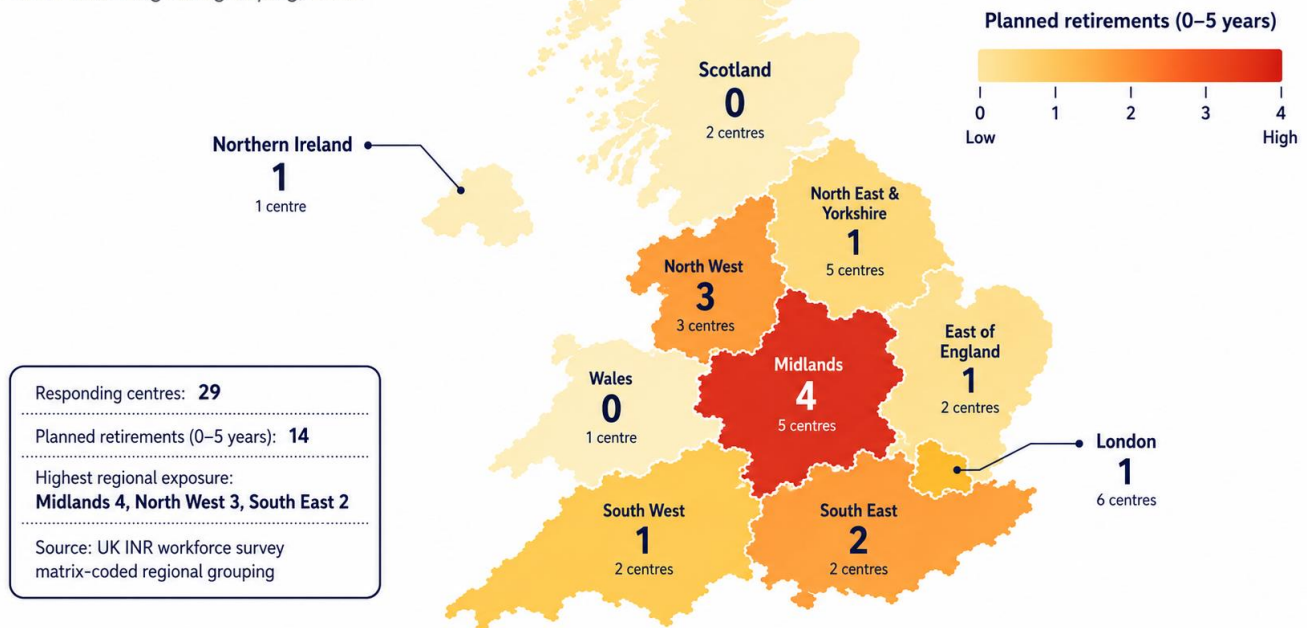 Planned retirements (0–5 years)
0
1
2
3
4
Low
High
Scotland
0
2 centres
Northern Ireland
1
1 centre
North East &
Yorkshire
1
5 centres
North West
3
3 centres
East of
England
1
2 centres
Midlands
4
5 centres
Wales
0
1 centre
London
1
6 centres
South West
1
2 centres
South East
2
2 centres
Responding centres: 29
Planned retirements (0–5 years): 14
Highest regional exposure:
Midlands 4, North West 3, South East 2
Source: UK INR workforce survey
matrix-coded regional grouping